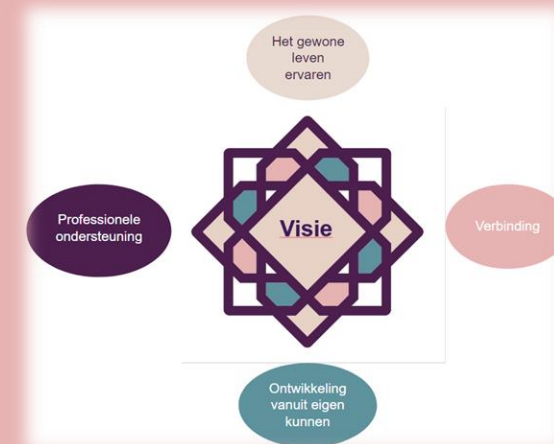 Het gewone
leven
ervaren
Professionele
ondersteuning
Visie
Verbinding
Ontwikkeling
vanuit eigen
kunnen